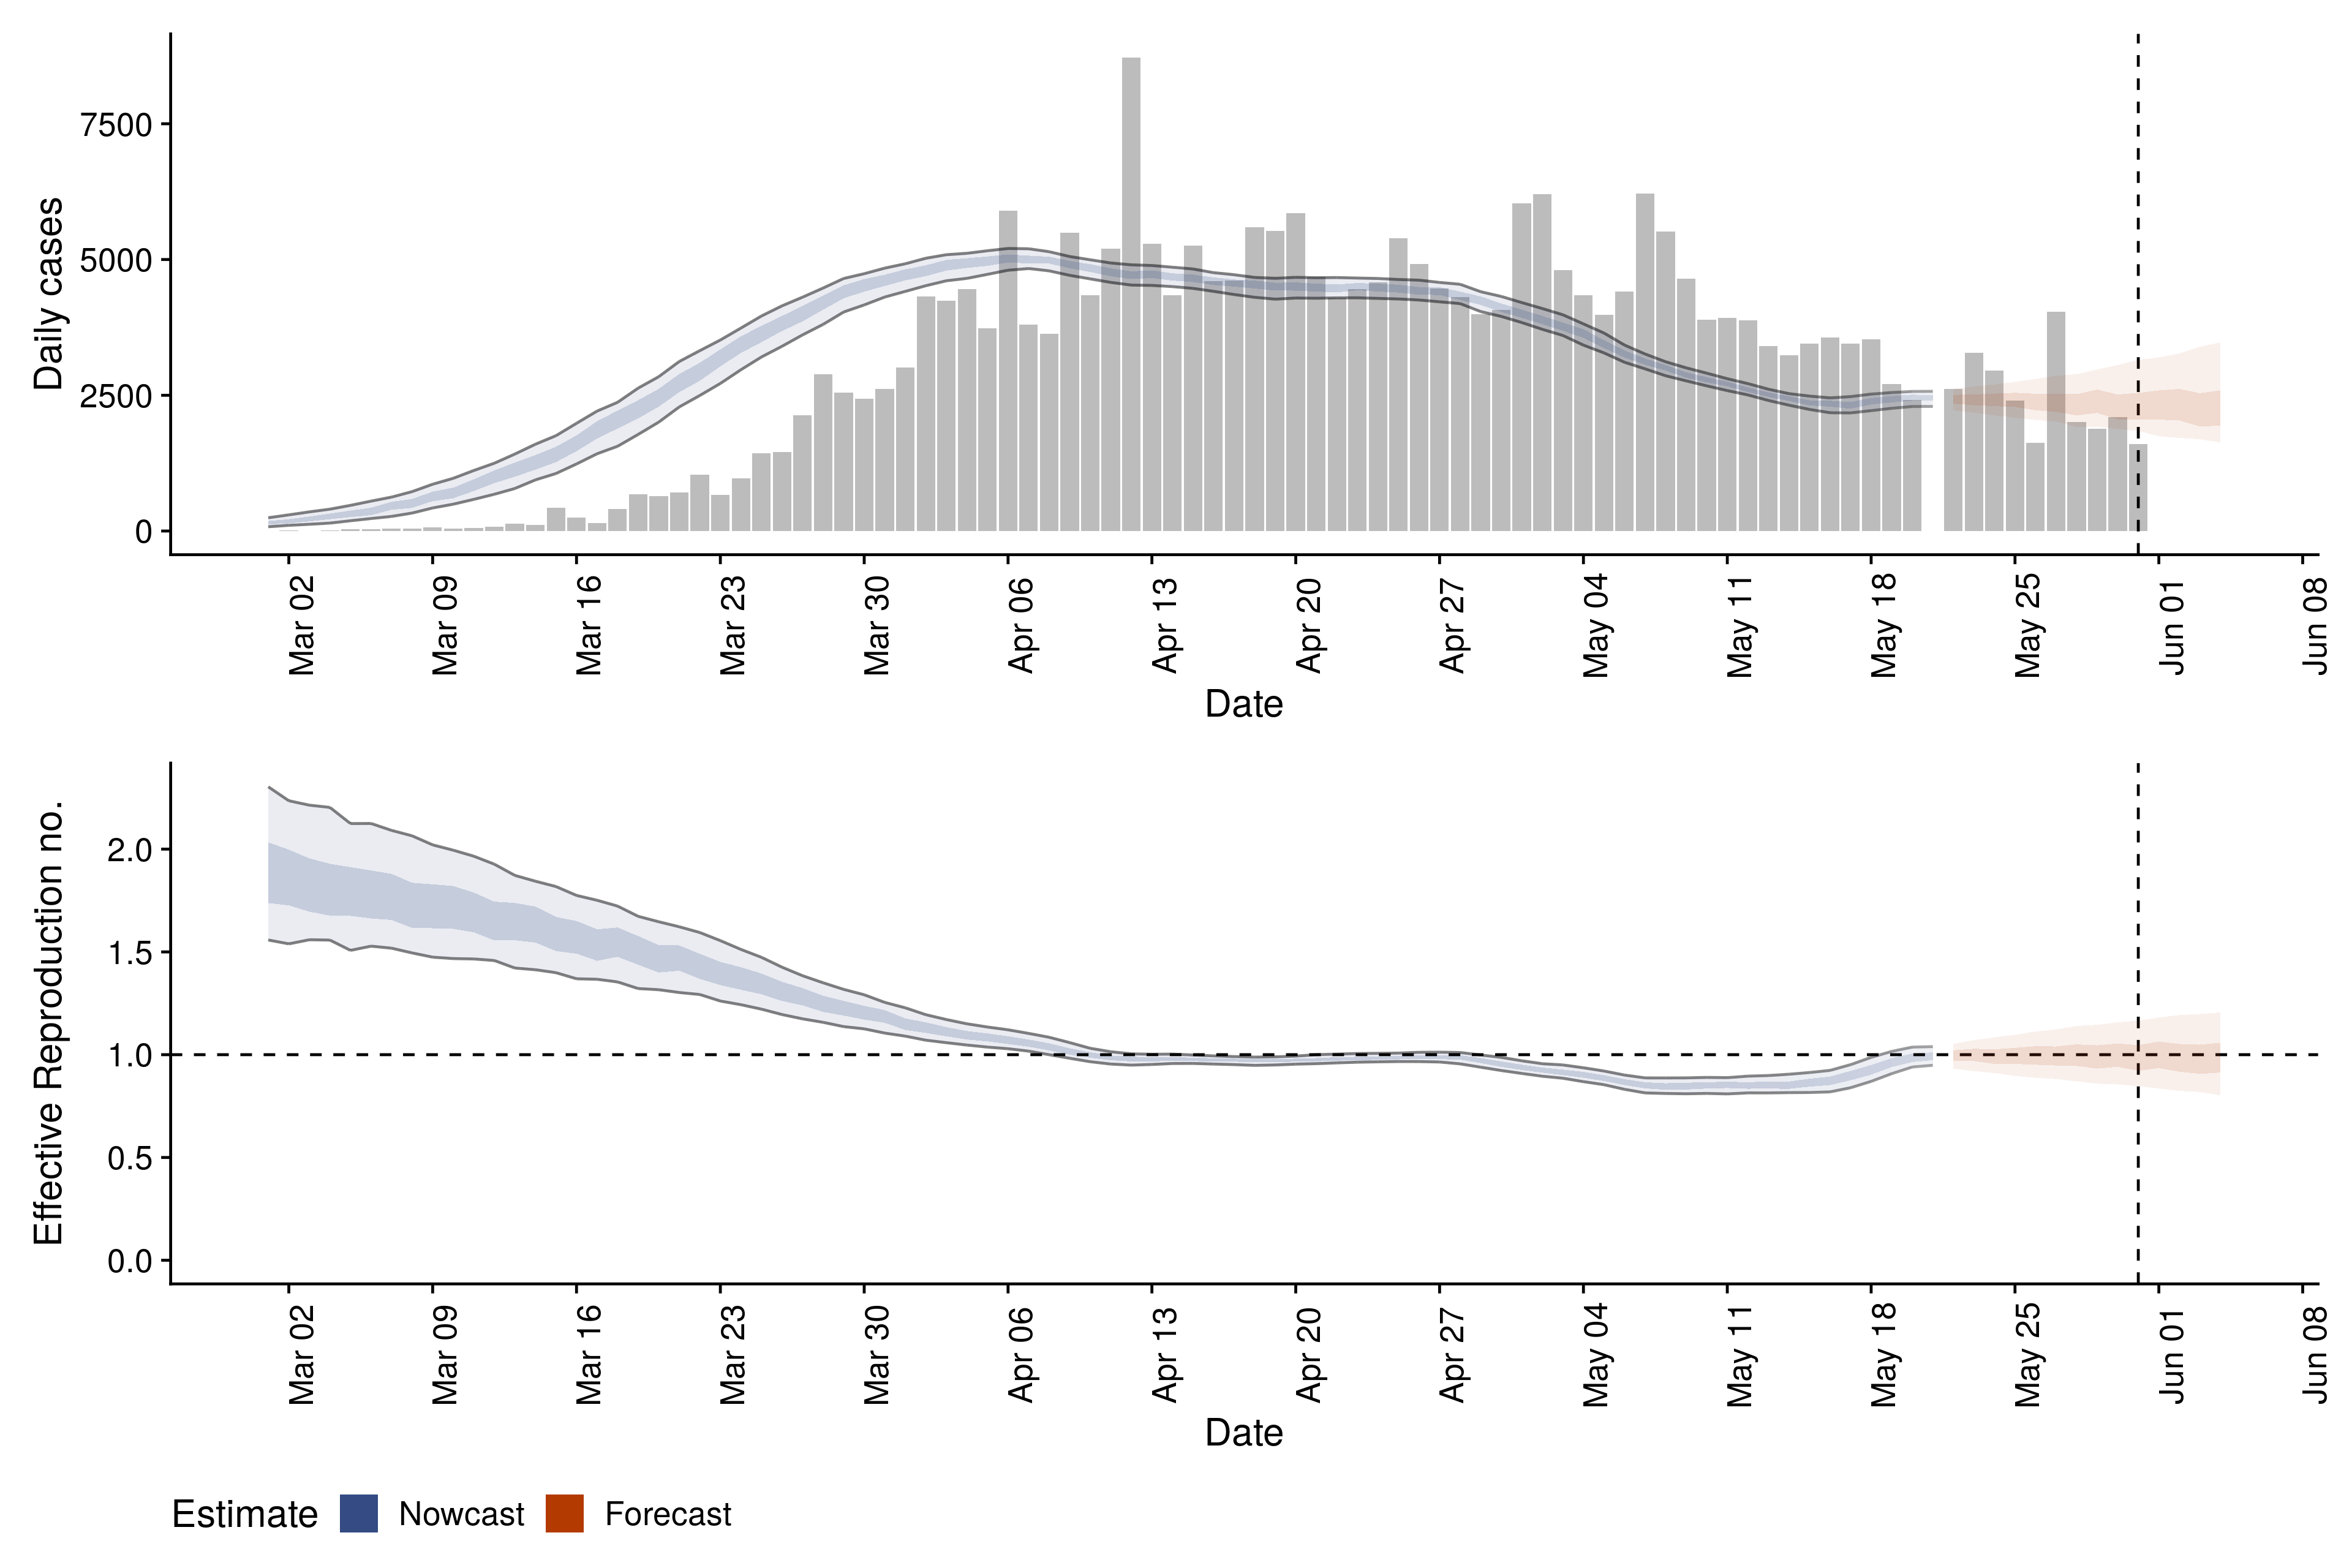 Daily cases
7500
5000
2500
0
Mar 02 Mar 09 Mar 16 Mar 23 Mar 30 Apr 06 Apr 13 Apr 20 Apr 27 May 04 May 11 May 18 May 25 Jun 01 Jun 08
Date
Effective Reproduction no.
2.0
1.5
1.0
0.5
0.0
Mar 02 Mar 09 Mar 16 Mar 23 Mar 30 Apr 06 Apr 13 Apr 20 Apr 27 May 04 May 11 May 18 May 25 Jun 01 Jun 08
Date
Estimate Nowcast Forecast